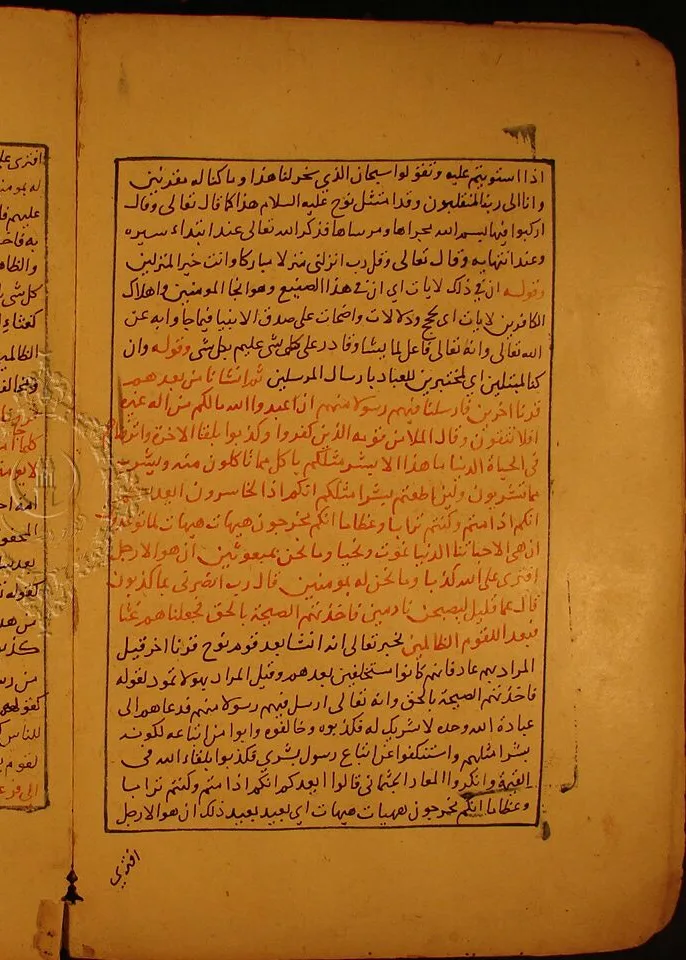 اذا استويتم عليه وتقولوا سبحان الذي سخر لنا هذا وما كنا له مقرنين
وانا الى ربنا لمنقلبون وقد امتثل نوح عليه السلام هذا كما قال تعالى وقال
اركبوا فيها بسم الله مجراها ومرساها فذكر الله تعالى عند ابتداء سيره
وعند انتهايه وقال تعالى وقل رب انزلني منزلا مباركا وانت خير المنزلين
وقوله ان في ذلك لايات اي ان في هذا الصنيع وهو انجا المومنين واهلاك
الكافرين لايات اي لحجج ودلالات واضحات على صدق الانبيا فيما جاوا به عن
الله تعالى وانه تعالى فاعل لما يشا وقادر على كل شي عليم بكل شي وقوله وان
كنا لمبتلين اي لمختبرين للعباد بارسال المرسلين ثم انشانا من بعدهم
قرنا اخرين فارسلنا فيهم رسولا منهم ان اعبدوا الله مالكم من اله غيره
افلا تتقون وقال الملا من قومه الذين كفروا وكذبوا بلقا الاخرة واترفناهم
في الحياة الدنيا ما هذا الا بشر مثلكم ياكل مما تاكلون منه ويشرب
مما تشربون ولين اطعتم بشرا مثلكم انكم اذا لخاسرون ايعدكم
انكم اذا متم وكنتم ترابا وعظاما انكم مخرجون هيهات هيهات لما توعدون
ان هي الا حياتنا الدنيا نموت ونحيا وما نحن بمبعوثين ان هو الا رجل
افترى على الله كذبا وما نحن له بمومنين قال رب انصرني بما كذبون
قال عما قليل ليصبحن نادمين فاخذتهم الصيحة بالحق فجعلناهم غثا
فبعدا للقوم الظالمين يخبر تعالى انه انشا بعد قوم نوح قرنا اخر قيل
المراد بهم عاد فانهم كانوا مستخلفين بعدهم وقيل المراد بهولا ثمود لقوله
فاخذتهم الصيحة بالحق وانه تعالى ارسل فيهم رسولا منهم فدعاهم الى
عبادة الله وحده لا شريك له فكذبوه وخالفوه وابوا من اتباعه لكونه
بشرا مثلهم واستنكفوا عن اتباع رسول بشري فكذبوا بلقاء الله في
القيمة وانكروا المعاد الجثماني قالوا ايعدكم انكم اذا متم وكنتم ترابا
وعظاما انكم مخرجون هيهات هيهات اي بعيد بعيد ذلك ان هو الا رجل
افترى